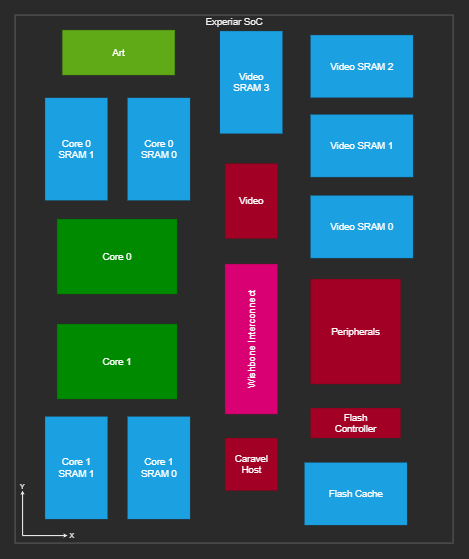 Experiar SoC
Art
Video
SRAM 3
Video SRAM 2
Core 0
SRAM 1
Core 0
SRAM 0
Video SRAM 1
Video
Video SRAM 0
Core 0
Wishbone Interconnect
Peripherals
Core 1
Flash
Controller
Core 1
SRAM 1
Core 1
SRAM 0
Caravel
Host
Flash Cache
Y
X